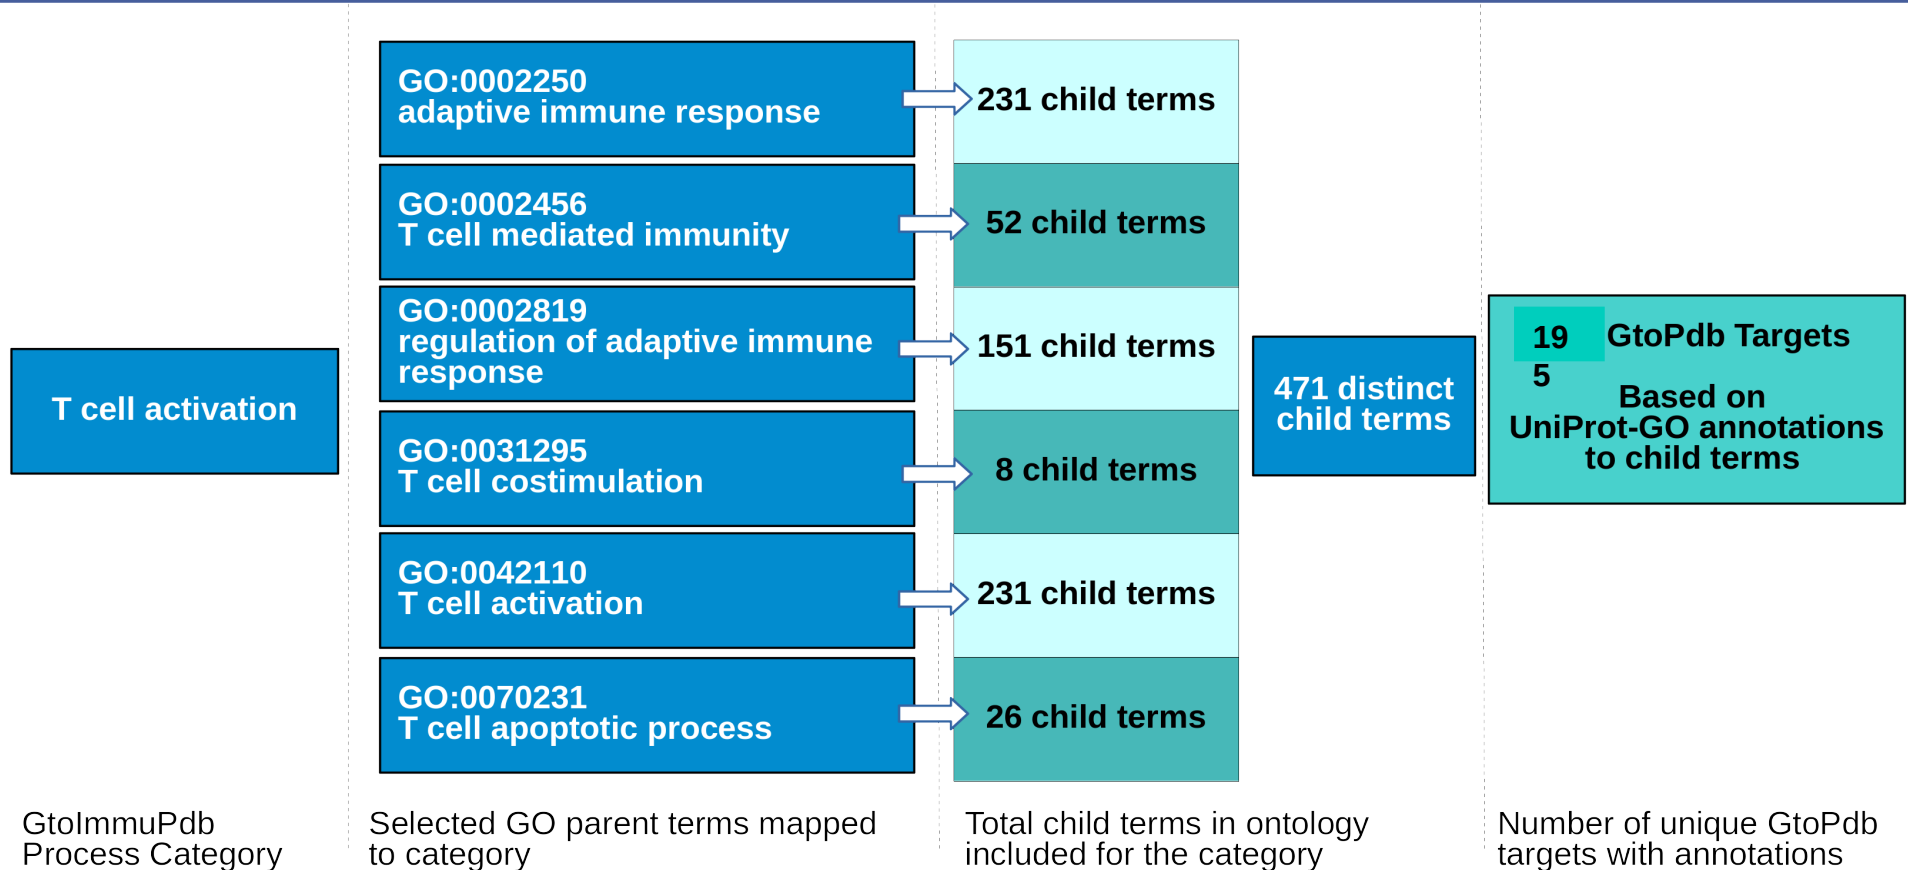 GO:0002250
adaptive immune response
231 child terms
GO:0002456
T cell mediated immunity
52 child terms
GO:0002819
regulation of adaptive immune
response
151 child terms
GO:0031295
T cell costimulation
8 child terms
GO:0042110
T cell activation
231 child terms
GO:0070231
T cell apoptotic process
26 child terms
T cell activation
471 distinct
child terms
19
5
GtoPdb Targets
Based on
UniProt-GO annotations
to child terms
GtoImmuPdb
Process Category
Selected GO parent terms mapped
to category
Total child terms in ontology
included for the category
Number of unique GtoPdb
targets with annotations